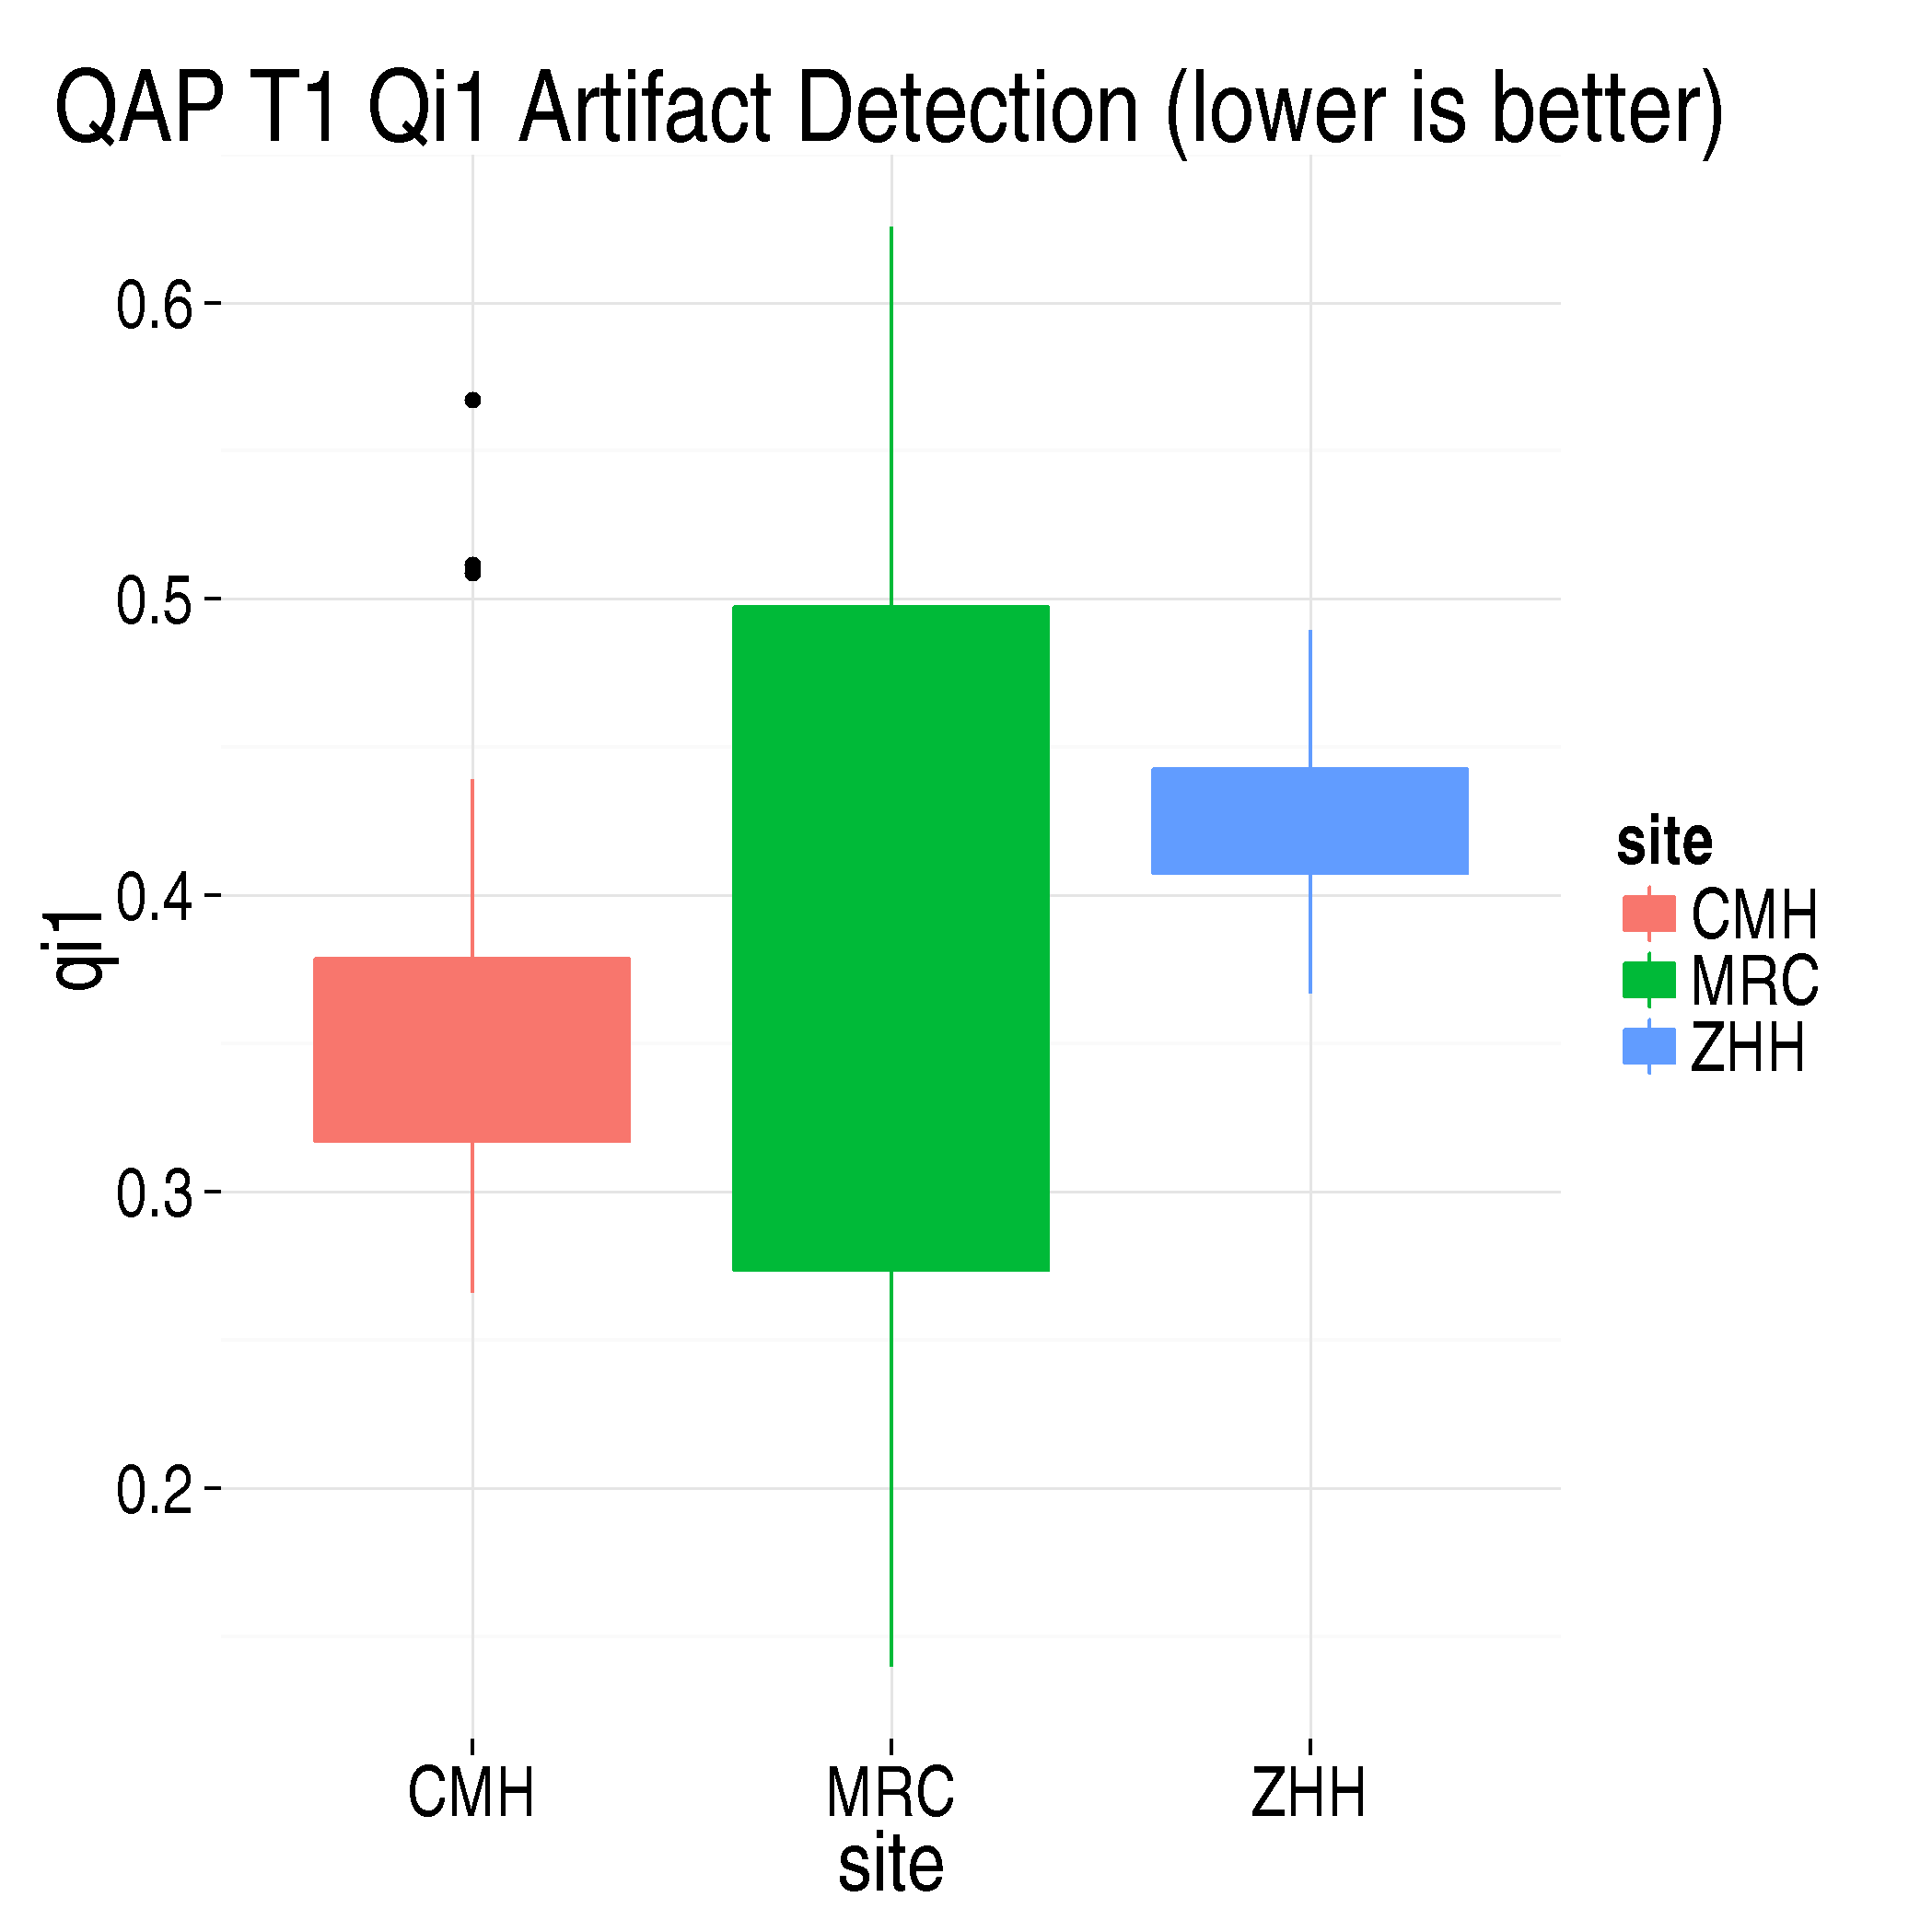 QAP T1 Qi1 Artifact Detection (lower is better)
0.6
0.5
0.4
0.3
0.2
qi1
CMH
MRC
ZHH
site
site
CMH
MRC
ZHH